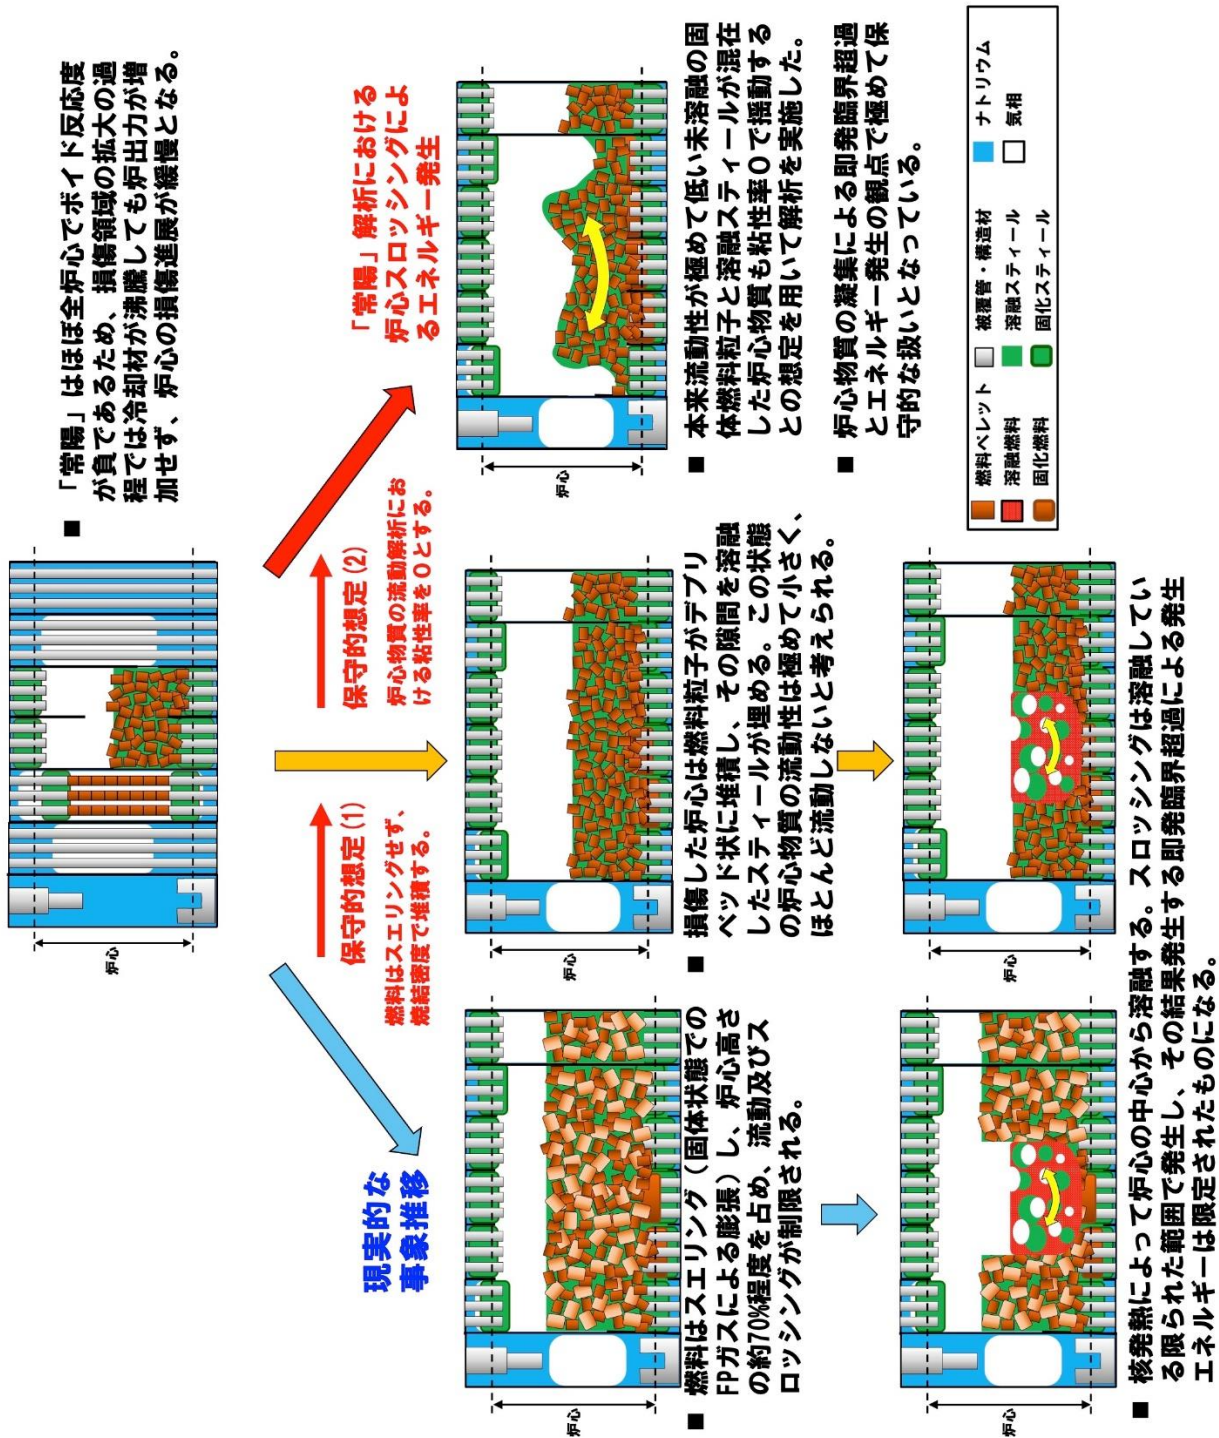 ■ 「常陽」はほぼ全炉心でボイド反応度
が負であるため、損傷領域の拡大の過
程では冷却材が沸騰しても炉出力が増
加せず、炉心の損傷進展が緩慢となる。
炉心
現実的な
事象推移
保守的想定(1)
燃料はスエリングせず、
焼結密度で堆積する。
保守的想定(2)
炉心物質の流動解析にお
ける粘性率を0とする。
「常陽」解析における
炉心スロッシングによ
るエネルギー発生
炉心
炉心
炉心
■ 燃料はスエリング(固体状態での
FPガスによる膨張)し、炉心高さ
の約70%程度を占め、流動及びス
ロッシングが制限される。
■ 損傷した炉心は燃料粒子がデブリ
ベッド状に堆積し、その隙間を溶融
したスティールが埋める。この状態
の炉心物質の流動性は極めて小さく、
ほとんど流動しないと考えられる。
■ 本来流動性が極めて低い未溶融の固
体燃料粒子と溶融スティールが混在
した炉心物質も粘性率0で揺動する
との想定を用いて解析を実施した。
■ 炉心物質の凝集による即発臨界超過
とエネルギー発生の観点で極めて保
守的な扱いとなっている。
炉心
炉心
■ 核発熱によって炉心の中心から溶融する。スロッシングは溶融してい
る限られた範囲で発生し、その結果発生する即発臨界超過による発生
エネルギーは限定されたものになる。
燃料ペレット 被覆管・構造材 ナトリウム
溶融燃料 溶融スティール 気相
固化燃料 固化スティール